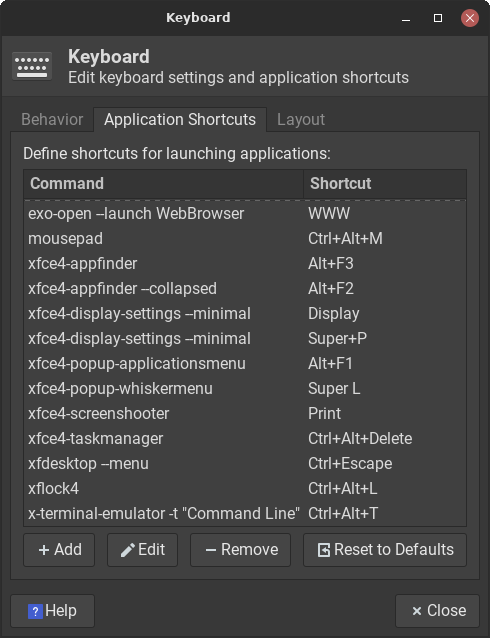 Keyboard
Keyboard
Edit keyboard settings and application shortcuts
Behavior Application Shortcuts Layout
Define shortcuts for launching applications:
Command Shortcut
exo-open --launch WebBrowser WWW
mousepad Ctrl+Alt+M
xfce4-appfinder Alt+F3
xfce4-appfinder --collapsed Alt+F2
xfce4-display-settings --minimal Display
xfce4-display-settings --minimal Super+P
xfce4-popup-applicationsmenu Alt+F1
xfce4-popup-whiskermenu Super L
xfce4-screenshooter Print
xfce4-taskmanager Ctrl+Alt+Delete
xfdesktop --menu Ctrl+Escape
xflock4 Ctrl+Alt+L
x-terminal-emulator -t "Command Line" Ctrl+Alt+T
+ Add Edit − Remove Reset to Defaults
? Help × Close